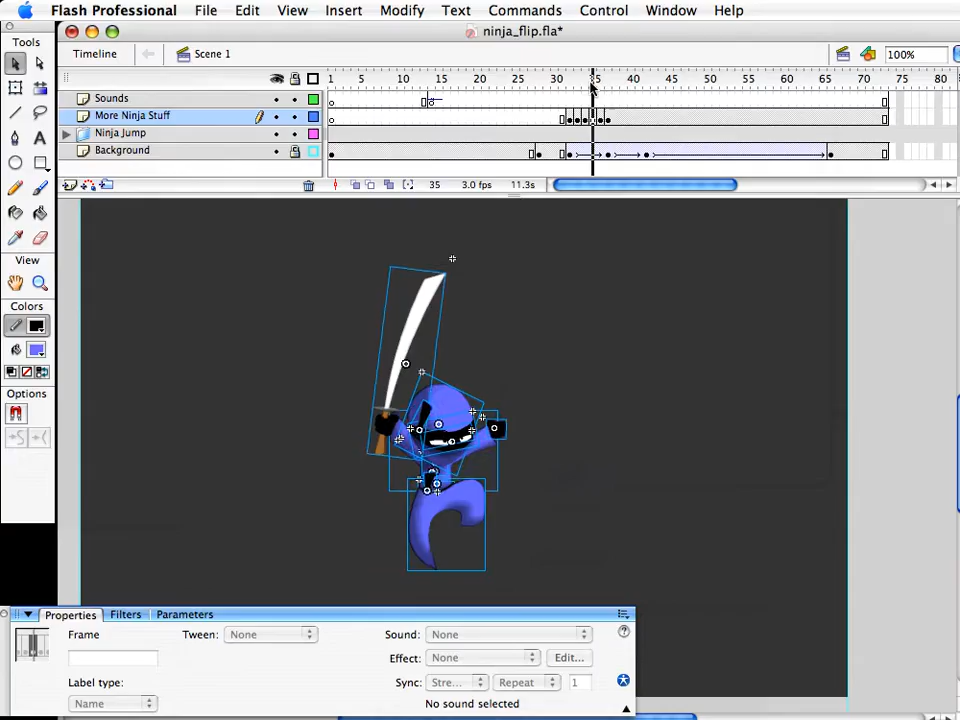 Flash Professional File Edit View Insert Modify Text Commands Control Window Help
ninja_flip.fla*
Tools
Timeline Scene 1 100%
1 5 10 15 20 25 30 35 40 45 50 55 60 65 70 75 80 85 90
Sounds
More Ninja Stuff
Ninja Jump
Background
35 3.0 fps 11.3s
View
Colors
Options
Properties Filters Parameters
Frame Tween: None Sound: None
Effect: None Edit...
Label type: Sync: Stre... Repeat 1
Name No sound selected